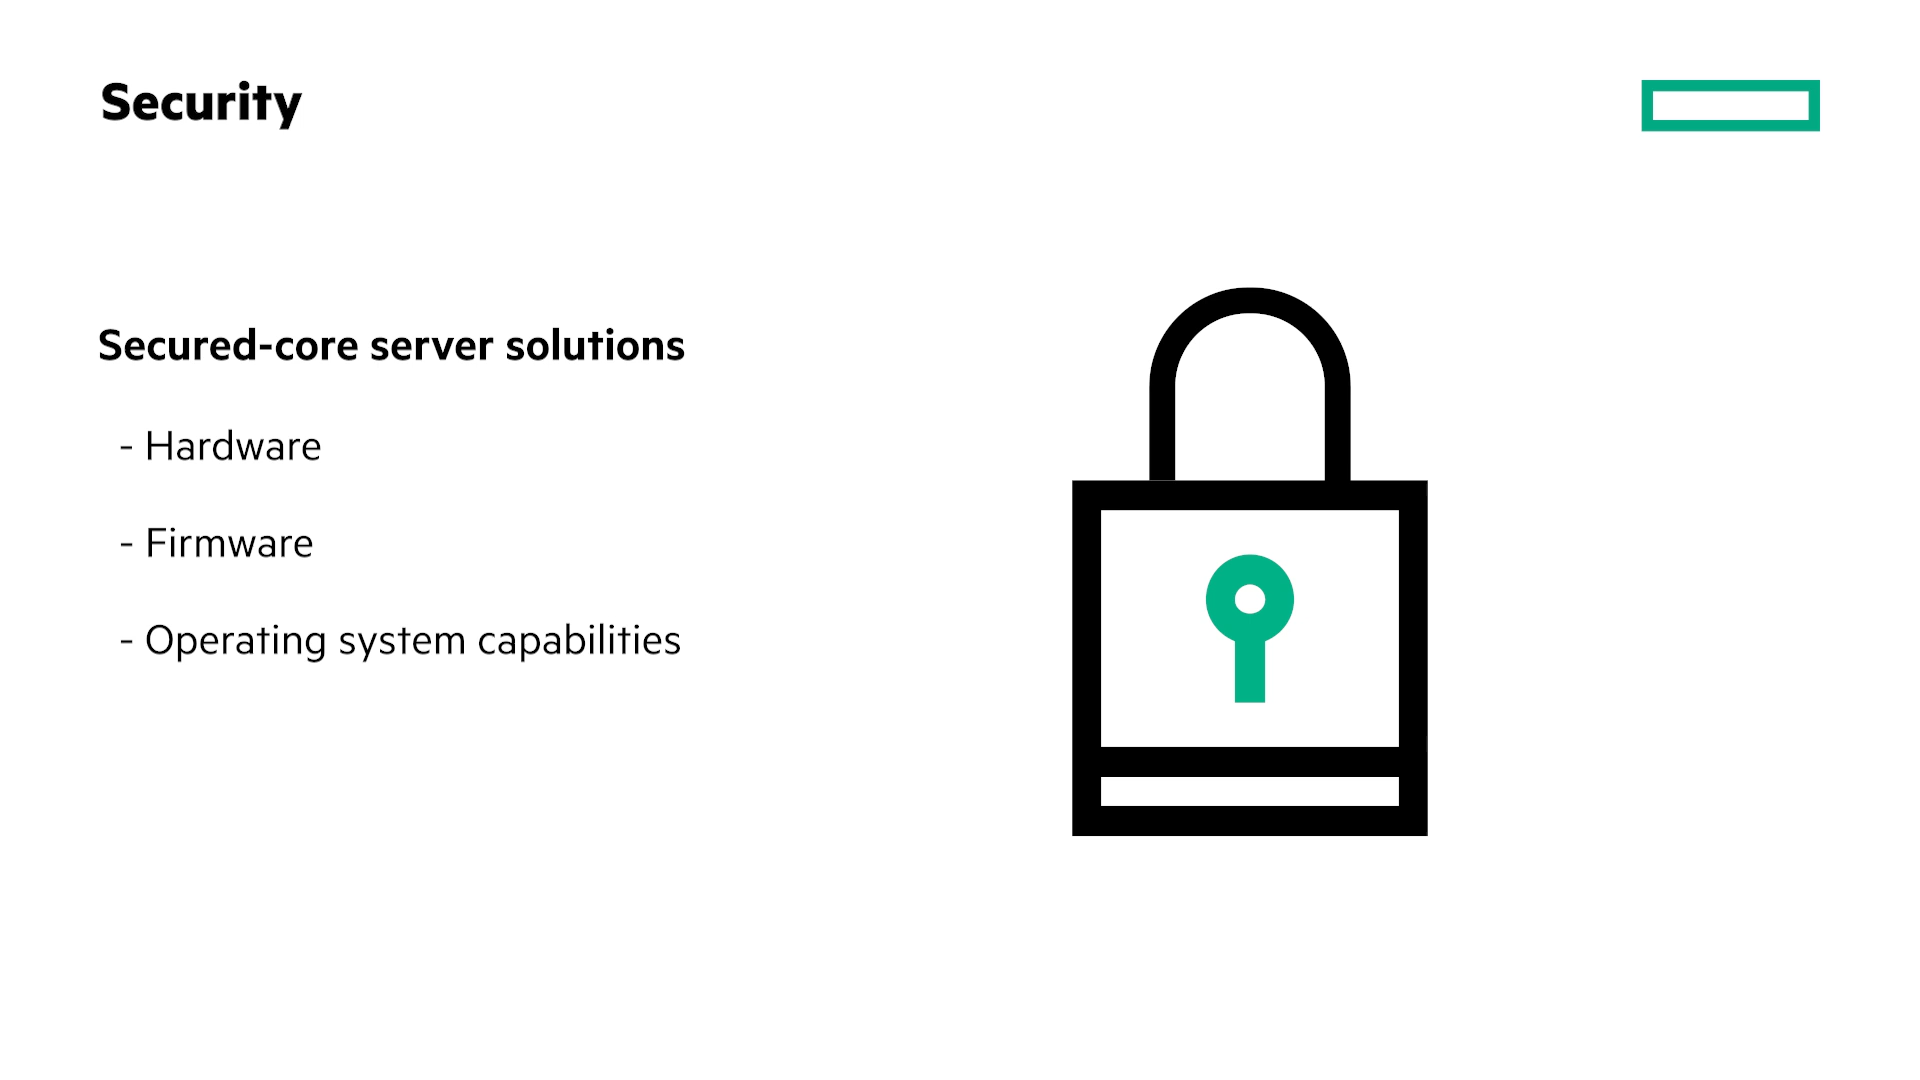 Security
Secured-core server solutions
- Hardware
- Firmware
- Operating system capabilities